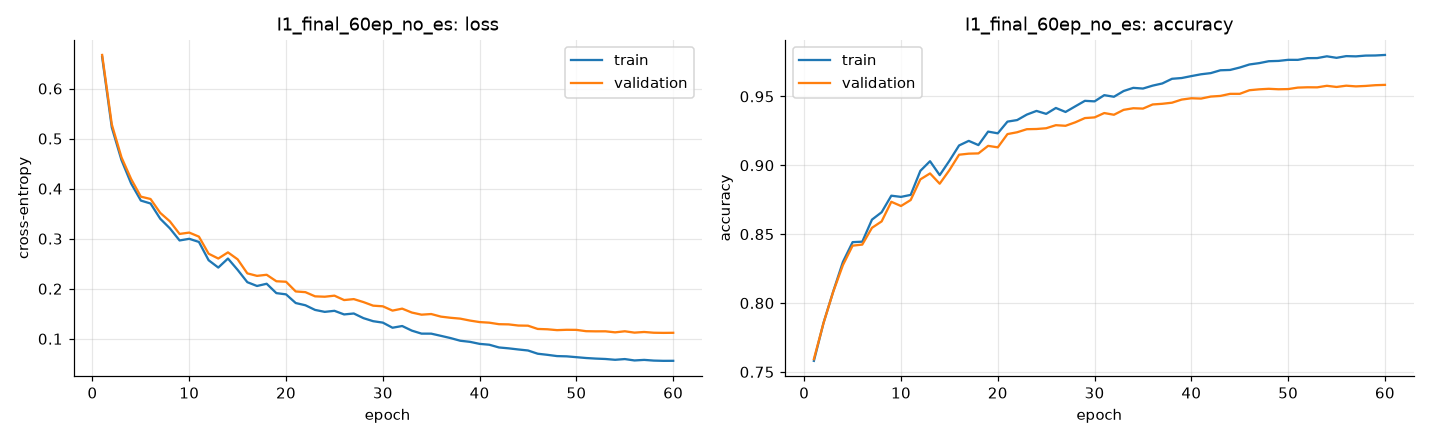 I1_final_60ep_no_es: loss
train
validation
cross-entropy
0.6
0.5
0.4
0.3
0.2
0.1
0 10 20 30 40 50 60
epoch
I1_final_60ep_no_es: accuracy
train
validation
accuracy
0.95
0.90
0.85
0.80
0.75
0 10 20 30 40 50 60
epoch